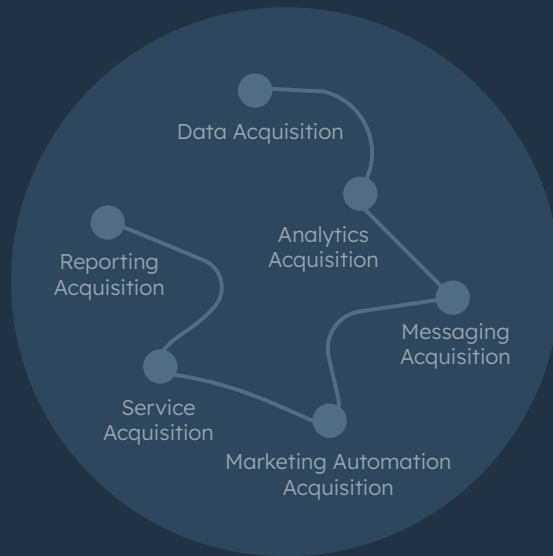 Data Acquisition
Analytics
Acquisition
Reporting
Acquisition
Messaging
Acquisition
Service
Acquisition
Marketing Automation
Acquisition